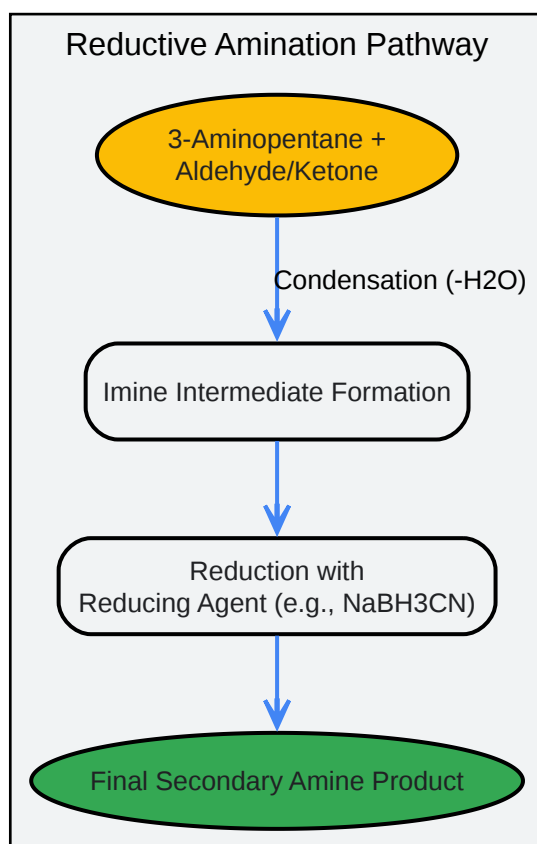 Reductive Amination Pathway
3-Aminopentane +
Aldehyde/Ketone
Condensation (-H2O)
Imine Intermediate Formation
Reduction with
Reducing Agent (e.g., NaBH3CN)
Final Secondary Amine Product